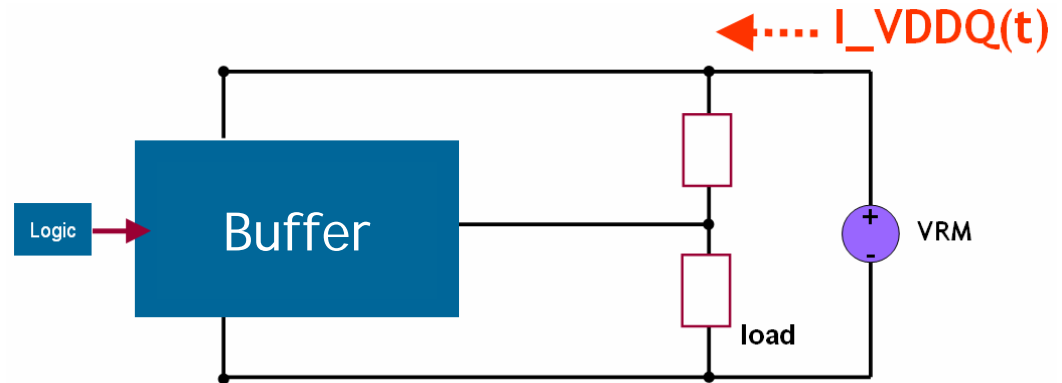 I_VDDQ(t)
Logic
Buffer
+
-
VRM
load